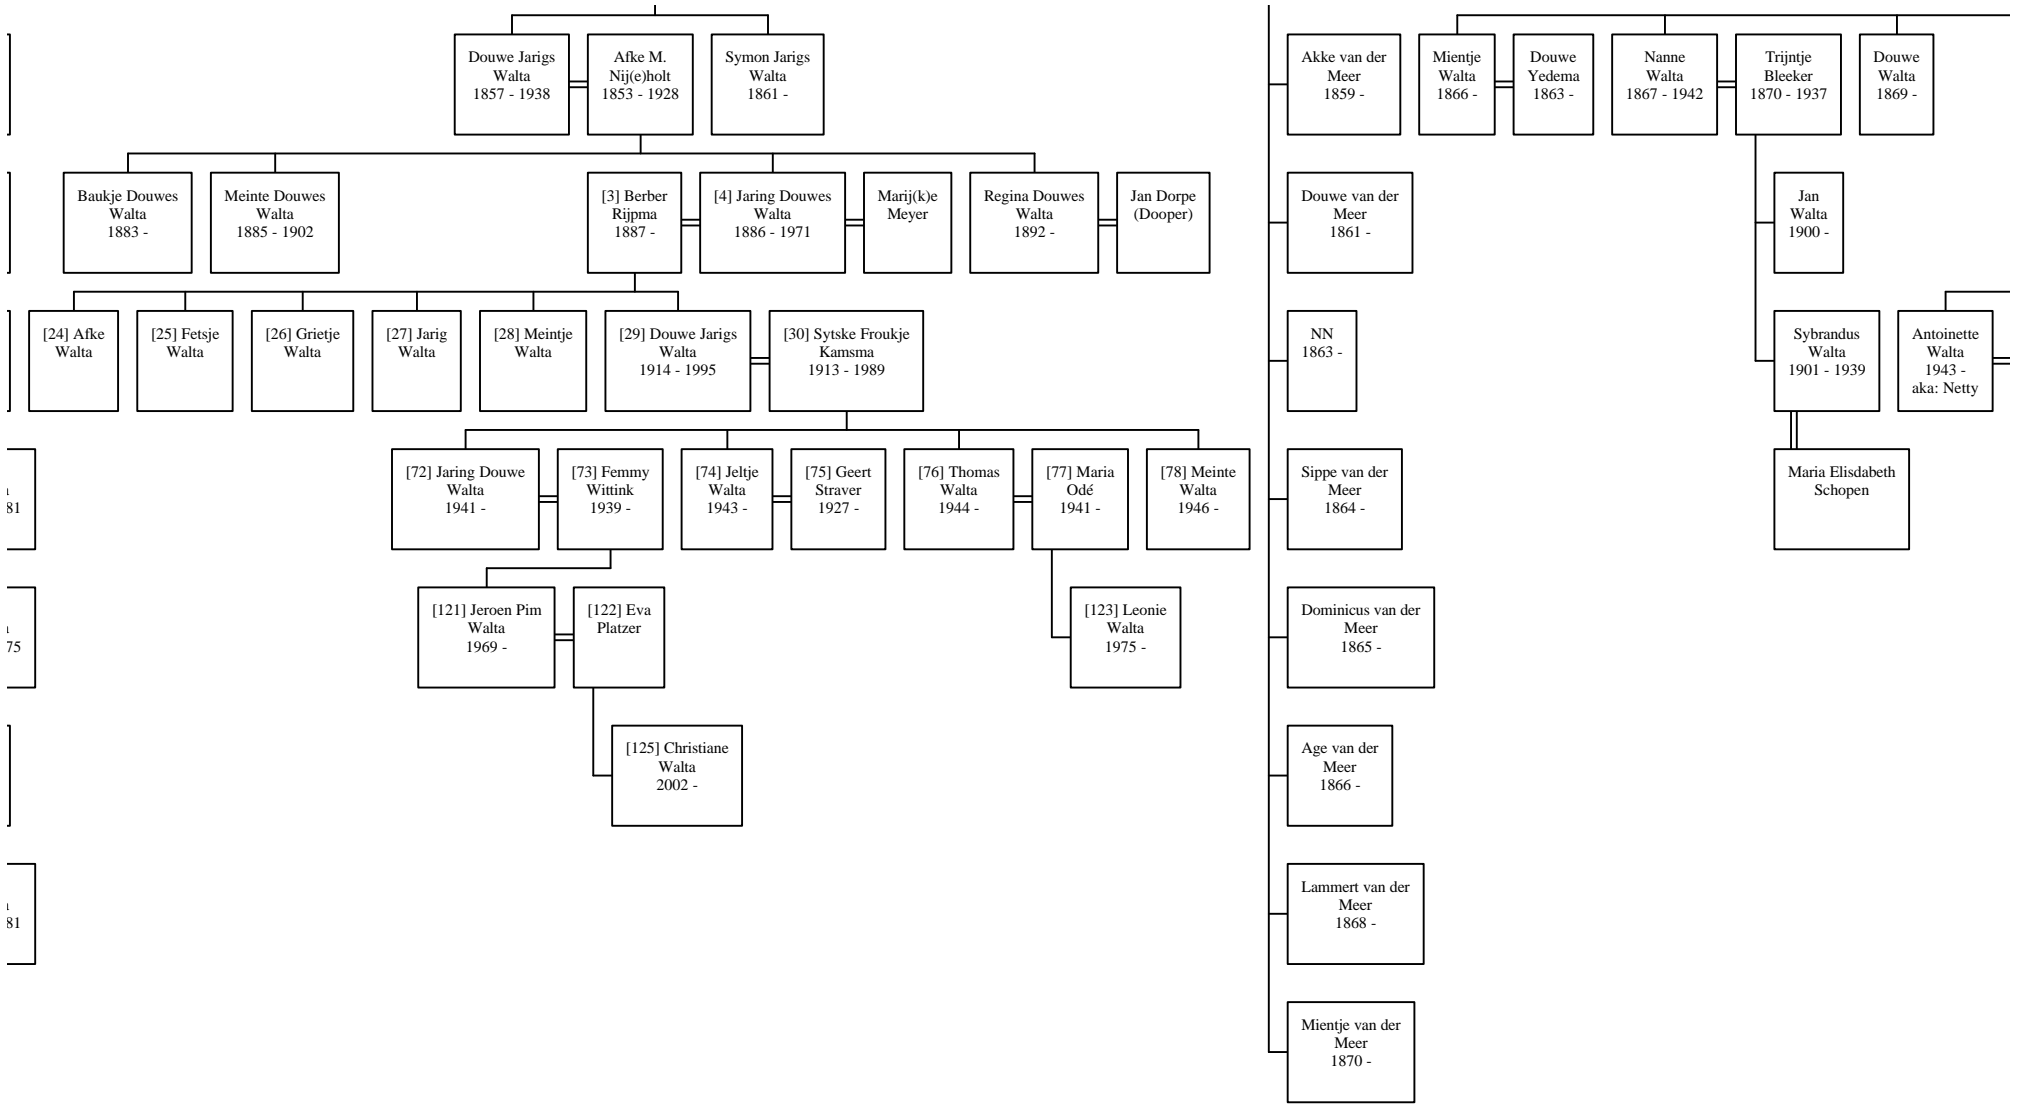 Douwe Jarigs
Walta
1857 - 1938
Afke M.
Nij(e)holt
1853 - 1928
Symon Jarigs
Walta
1861 -
Akke van der
Meer
1859 -
Mientje
Walta
1866 -
Douwe
Yedema
1863 -
Nanne
Walta
1867 - 1942
Trijntje
Bleeker
1870 - 1937
Douwe
Walta
1869 -
Baukje Douwes
Walta
1883 -
Meinte Douwes
Walta
1885 - 1902
[3] Berber
Rijpma
1887 -
[4] Jaring Douwes
Walta
1886 - 1971
Marij(k)e
Meyer
Regina Douwes
Walta
1892 -
Jan Dorpe
(Dooper)
Douwe van der
Meer
1861 -
Jan
Walta
1900 -
[24] Afke
Walta
[25] Fetsje
Walta
[26] Grietje
Walta
[27] Jarig
Walta
[28] Meintje
Walta
[29] Douwe Jarigs
Walta
1914 - 1995
[30] Sytske Froukje
Kamsma
1913 - 1989
NN
1863 -
Sybrandus
Walta
1901 - 1939
Antoinette
Walta
1943 -
aka: Netty
81
[72] Jaring Douwe
Walta
1941 -
[73] Femmy
Wittink
1939 -
[74] Jeltje
Walta
1943 -
[75] Geert
Straver
1927 -
[76] Thomas
Walta
1944 -
[77] Maria
Odé
1941 -
[78] Meinte
Walta
1946 -
Sippe van der
Meer
1864 -
Maria Elisdabeth
Schopen
75
[121] Jeroen Pim
Walta
1969 -
[122] Eva
Platzer
[123] Leonie
Walta
1975 -
Dominicus van der
Meer
1865 -
[125] Christiane
Walta
2002 -
Age van der
Meer
1866 -
81
Lammert van der
Meer
1868 -
Mientje van der
Meer
1870 -